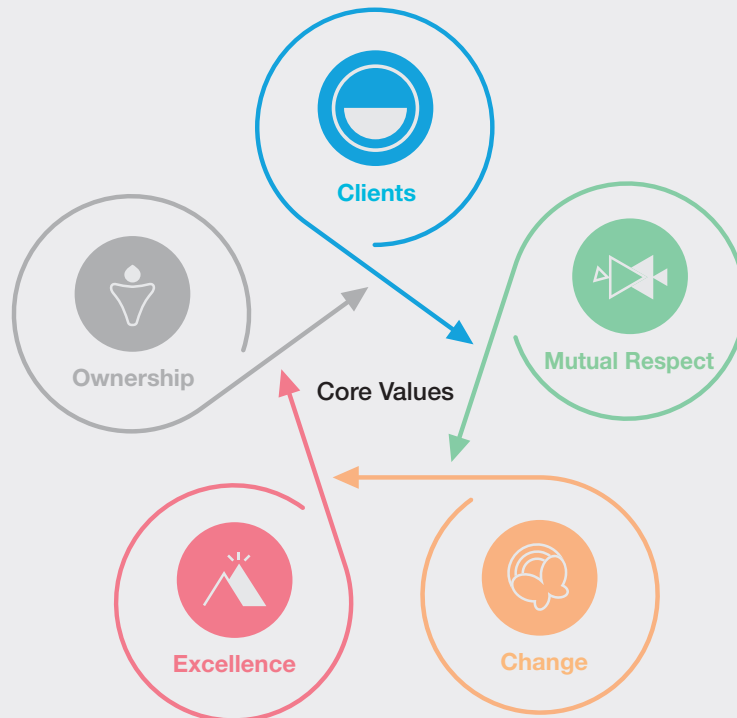 Clients
Ownership
Mutual Respect
Core Values
Excellence
Change